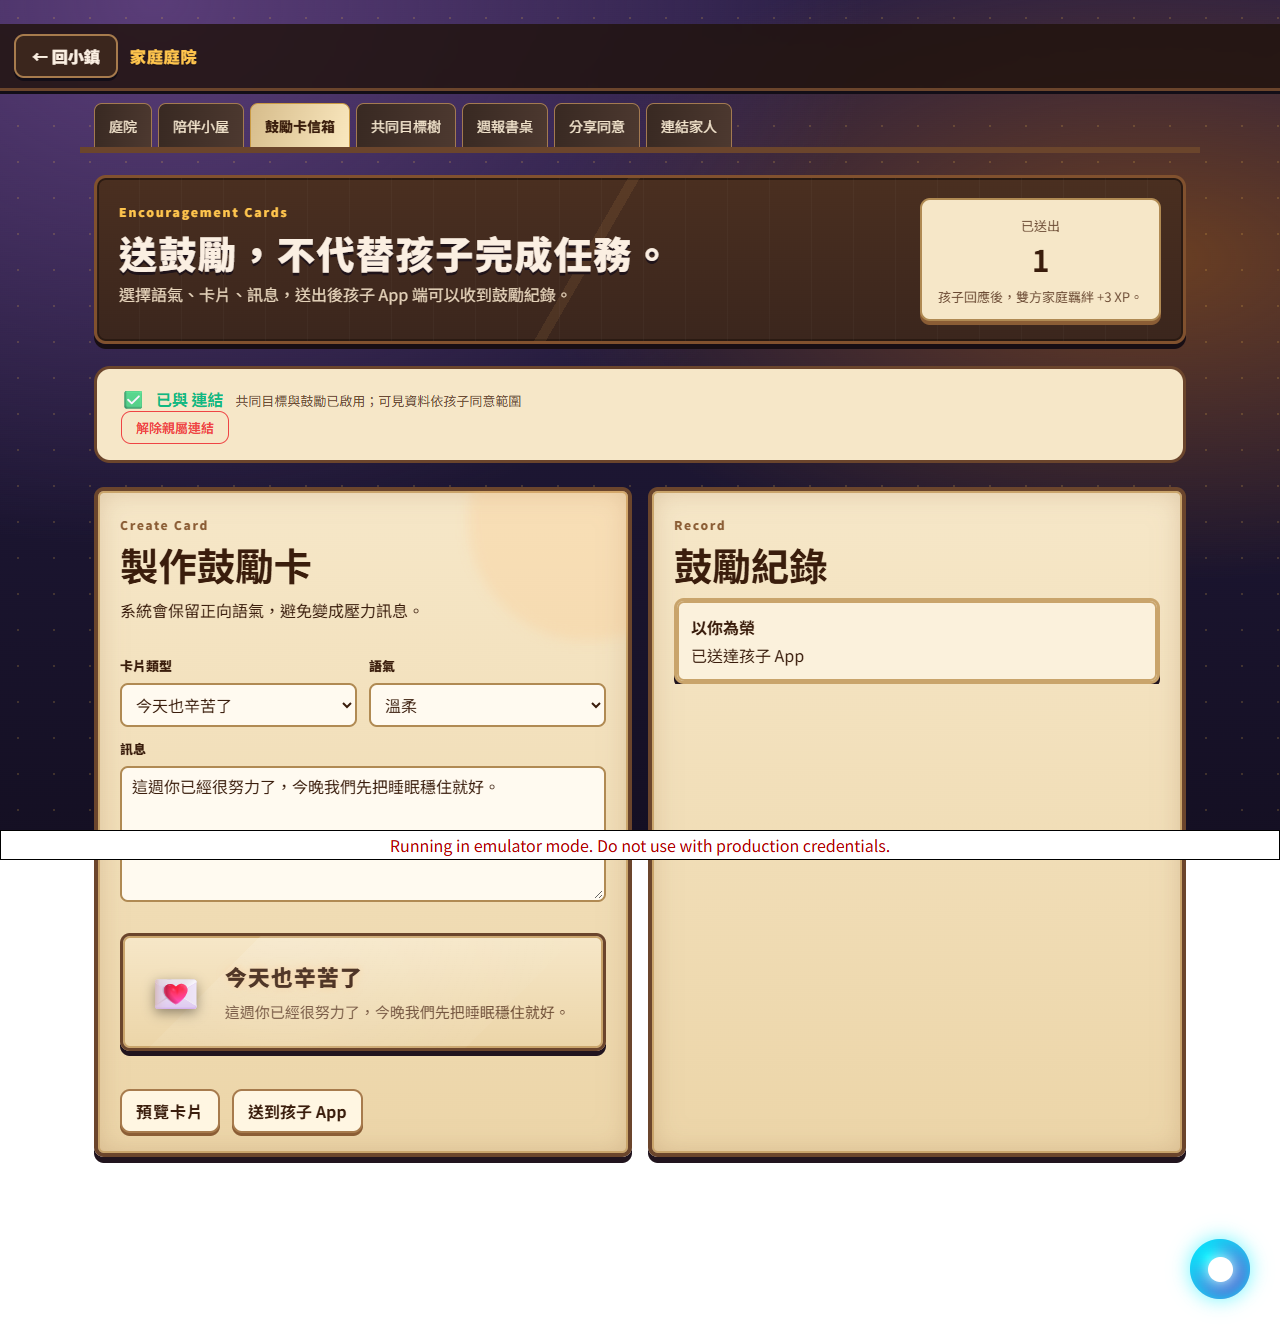 ← 回小鎮
家庭庭院
庭院
陪伴小屋
鼓勵卡信箱
共同目標樹
週報書桌
分享同意
連結家人
Encouragement Cards
送鼓勵，不代替孩子完成任務。
選擇語氣、卡片、訊息，送出後孩子 App 端可以收到鼓勵紀錄。
已送出
1
孩子回應後，雙方家庭羈絆 +3 XP。
已與 連結 共同目標與鼓勵已啟用；可見資料依孩子同意範圍
解除親屬連結
Create Card
製作鼓勵卡
系統會保留正向語氣，避免變成壓力訊息。
卡片類型
今天也辛苦了
語氣
溫柔
訊息
這週你已經很努力了，今晚我們先把睡眠穩住就好。
今天也辛苦了
這週你已經很努力了，今晚我們先把睡眠穩住就好。
預覽卡片
送到孩子 App
Record
鼓勵紀錄
以你為榮
已送達孩子 App
Running in emulator mode. Do not use with production credentials.